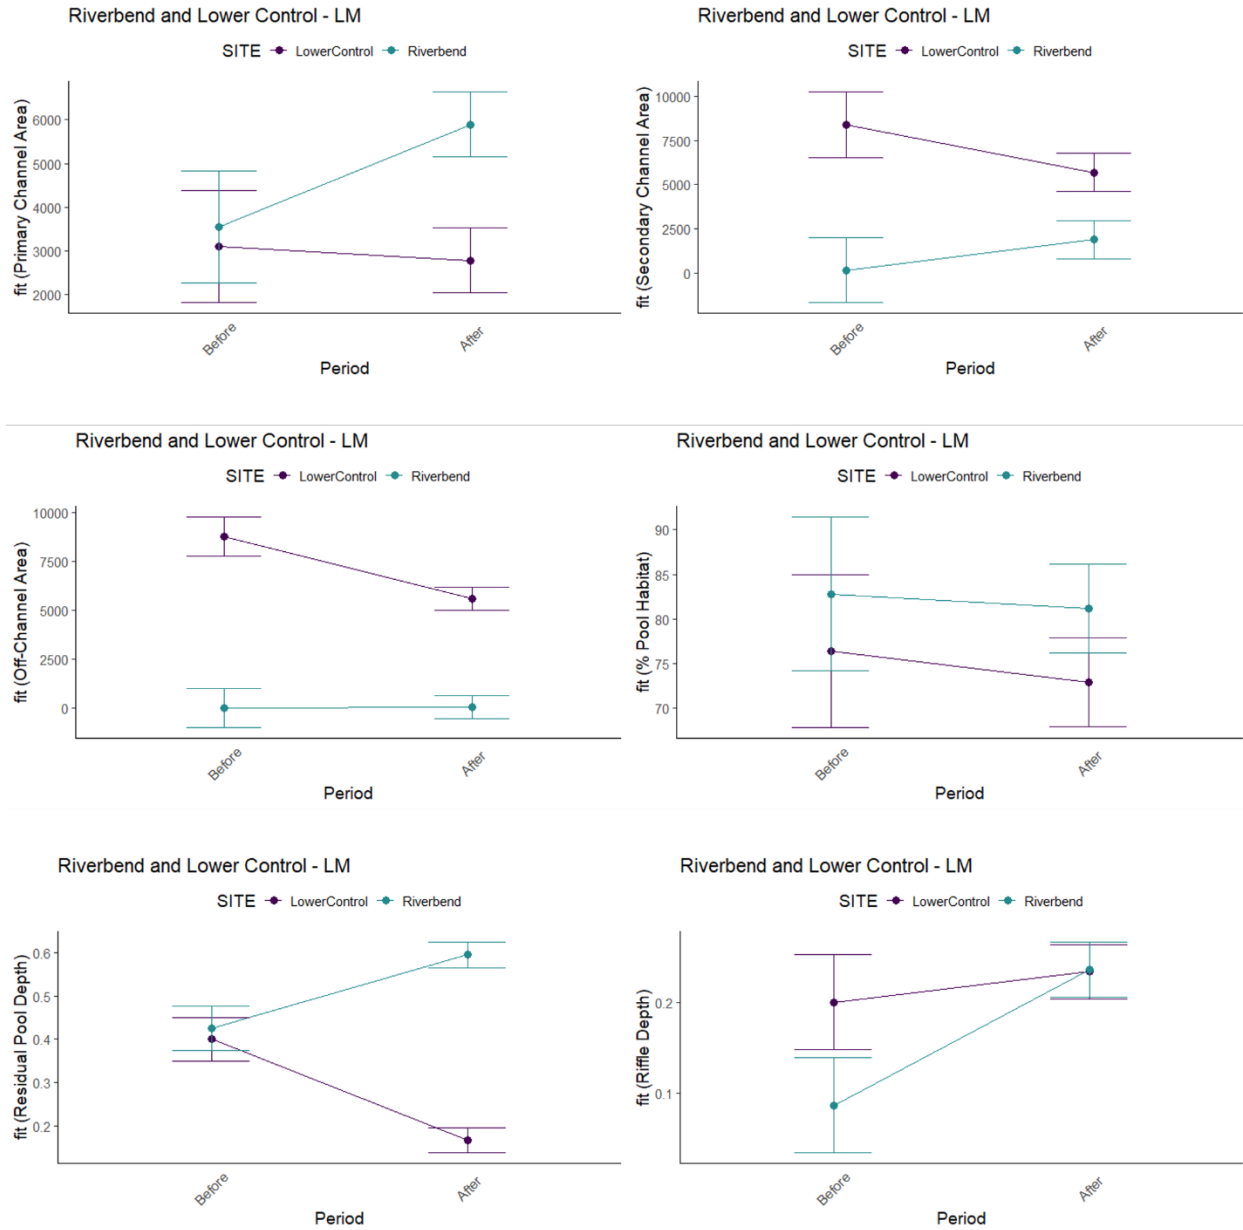 Riverbend and Lower Control - LM
SITE LowerControl Riverbend
fit (Primary Channel Area)
6000
5000
4000
3000
2000
Before
After
Period
Riverbend and Lower Control - LM
SITE LowerControl Riverbend
fit (Secondary Channel Area)
10000
7500
5000
2500
0
Before
After
Period
Riverbend and Lower Control - LM
SITE LowerControl Riverbend
fit (Off-Channel Area)
10000
7500
5000
2500
0
Before
After
Period
Riverbend and Lower Control - LM
SITE LowerControl Riverbend
fit (% Pool Habitat)
90
85
80
75
70
Before
After
Period
Riverbend and Lower Control - LM
SITE LowerControl Riverbend
fit (Residual Pool Depth)
0.6
0.5
0.4
0.3
0.2
Before
After
Period
Riverbend and Lower Control - LM
SITE LowerControl Riverbend
fit (Riffle Depth)
0.2
0.1
Before
After
Period